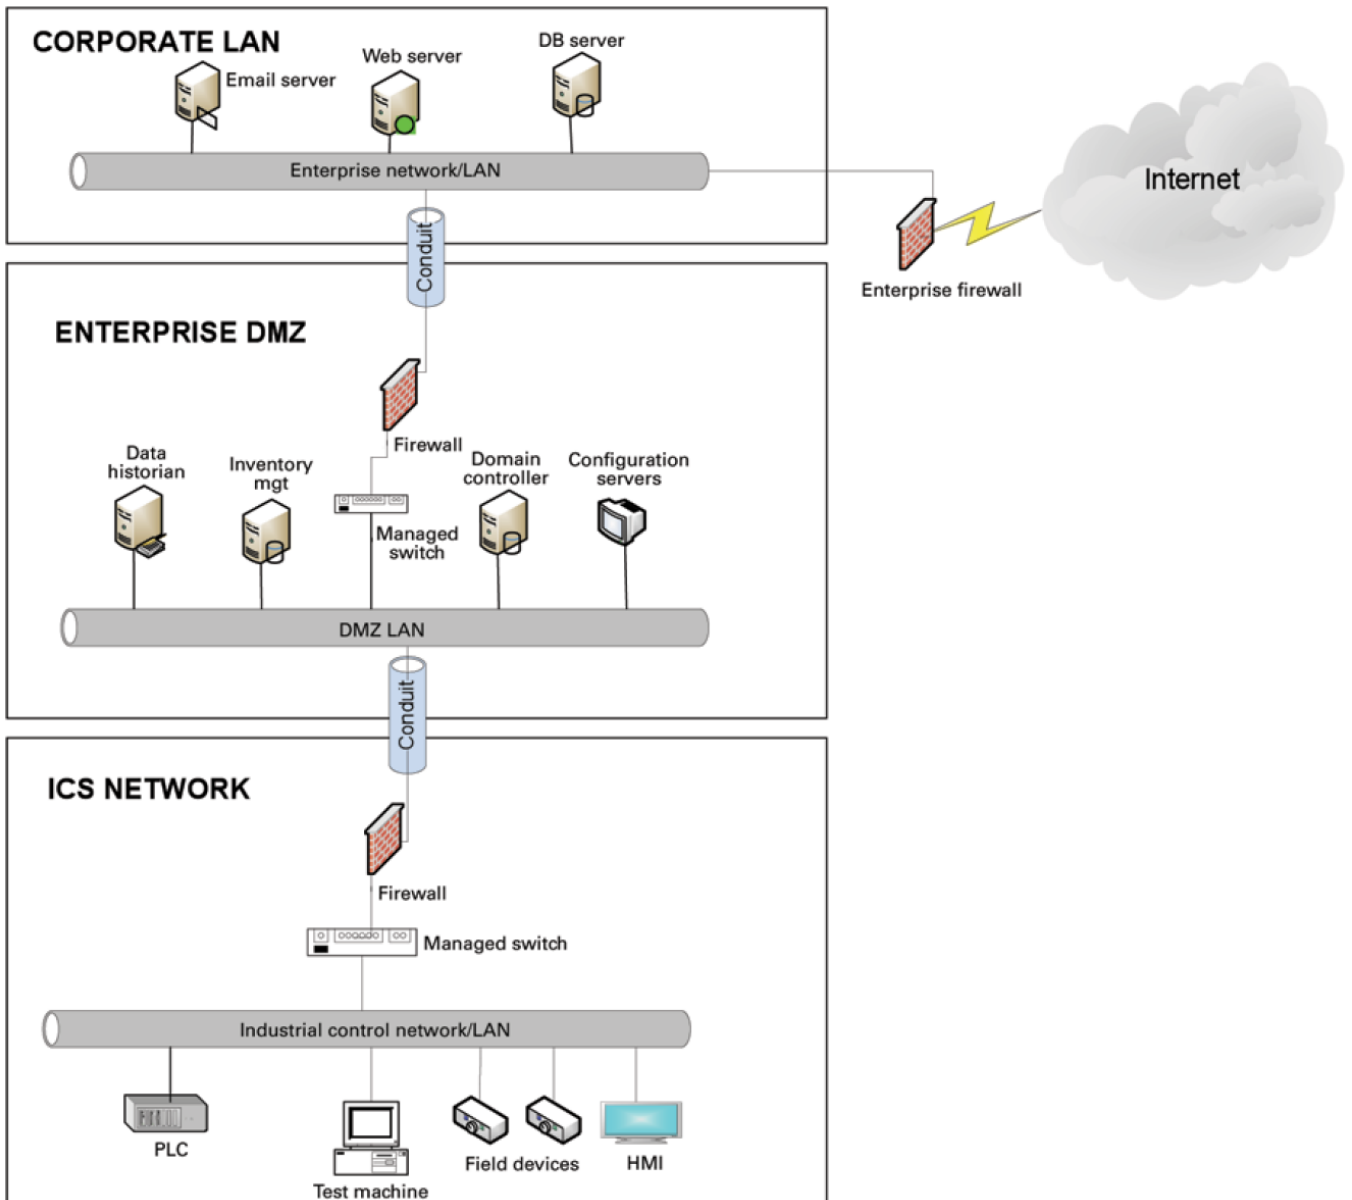 CORPORATE LAN
Email server
Web server
DB server
Enterprise network/LAN
Internet
Enterprise firewall
Conduit
ENTERPRISE DMZ
Firewall
Data
historian
Inventory
mgt
Managed
switch
Domain
controller
Configuration
servers
DMZ LAN
Conduit
ICS NETWORK
Firewall
Managed switch
Industrial control network/LAN
PLC
Test machine
Field devices
HMI